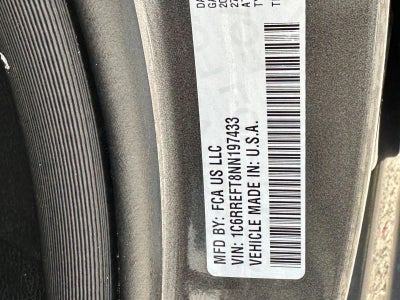 MFD BY: FCA US LLC
VIN: 1C6RREFT8NN197433
VEHICLE MADE IN: U.S.A.